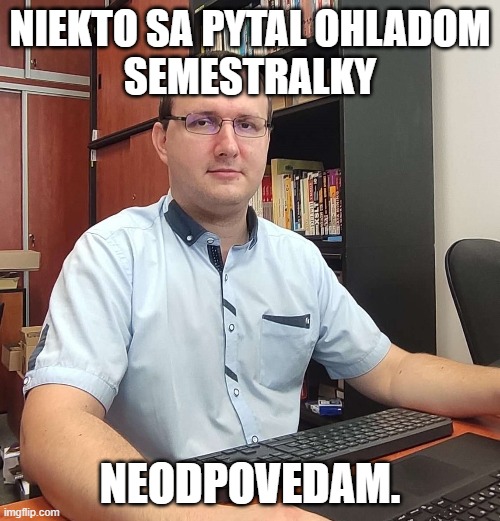 NIEKTO SA PYTAL OHLADOM
SEMESTRALKY
NEODPOVEDAM.
imgflip.com